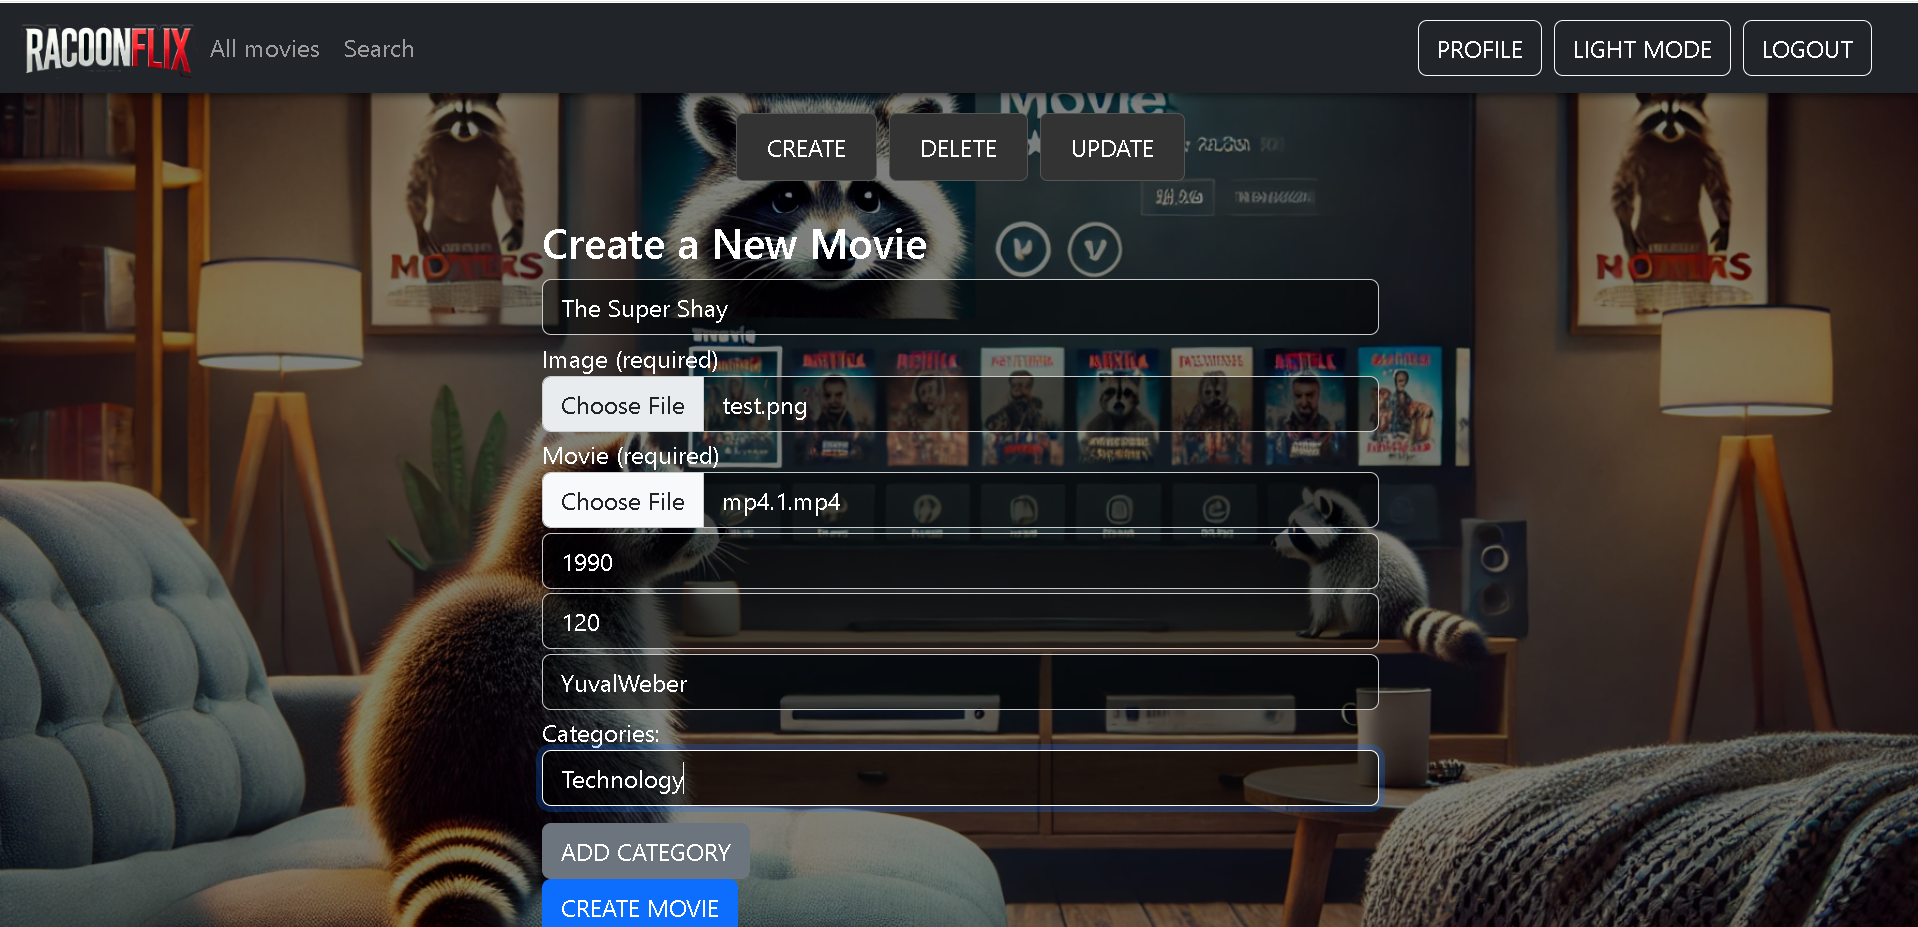 RACOONFLIX All movies Search PROFILE LIGHT MODE LOGOUT
Movie
CREATE DELETE UPDATE
Create a New Movie
The Super Shay
Image (required)
Choose File test.png
Movie (required)
Choose File mp4.1.mp4
1990
120
YuvalWeber
Categories:
Technology
ADD CATEGORY
CREATE MOVIE